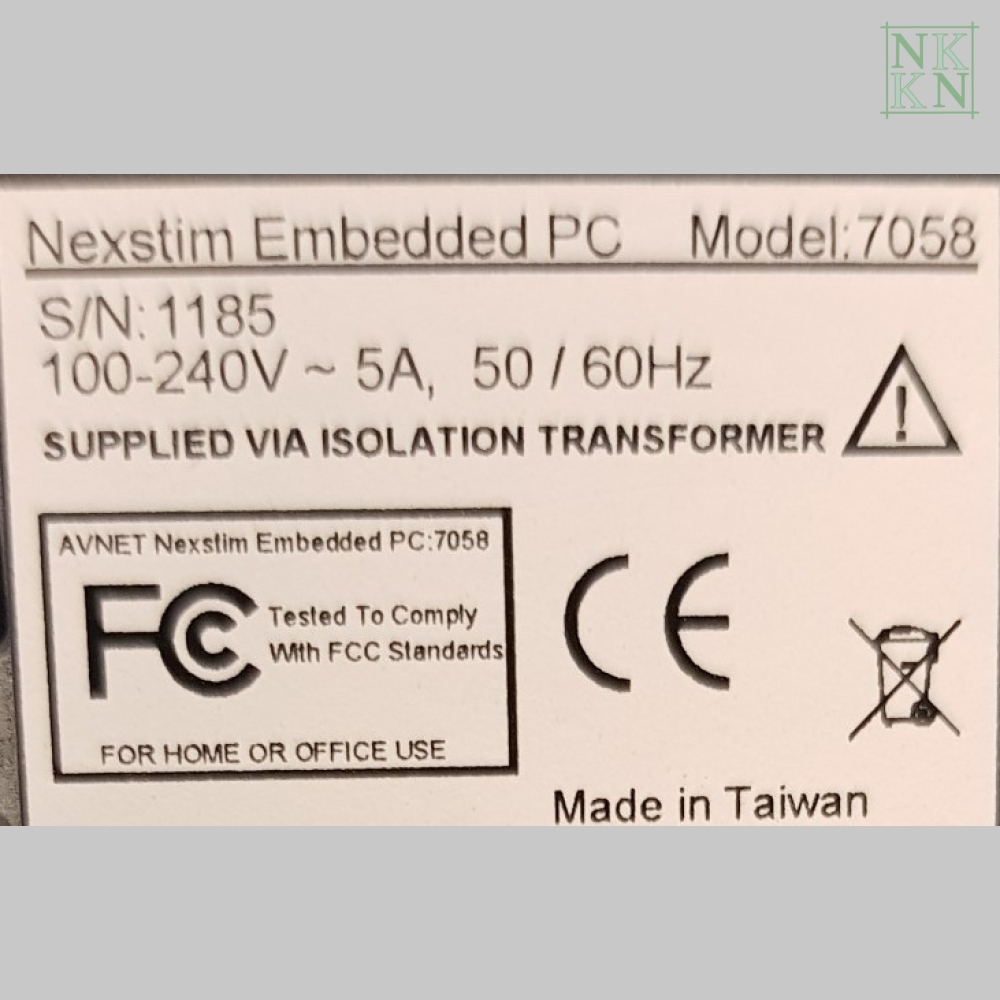 NK
KN
Nexstim Embedded PC Model:7058
S/N:1185
100-240V ~ 5A, 50 / 60Hz
SUPPLIED VIA ISOLATION TRANSFORMER
!
AVNET Nexstim Embedded PC:7058
FC
Tested To Comply
With FCC Standards
FOR HOME OR OFFICE USE
CE
Made in Taiwan